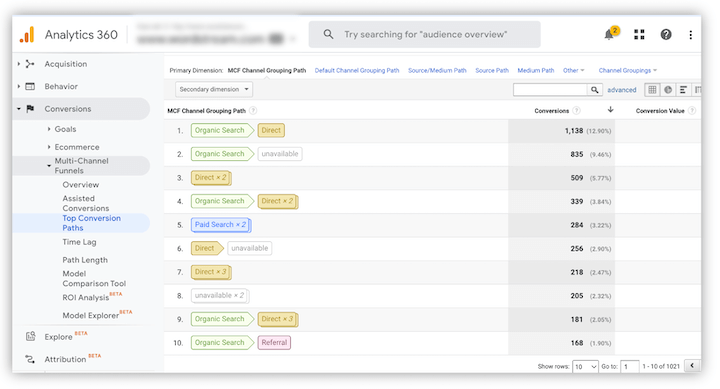 Analytics 360
Try searching for "audience overview"
2
Acquisition
Behavior
Conversions
Goals
Ecommerce
Multi-Channel
Funnels
Overview
Assisted
Conversions
Top Conversion
Paths
Time Lag
Path Length
Model
Comparison Tool
ROI Analysis BETA
Model Explorer BETA
Explore BETA
Attribution BETA
Primary Dimension: MCF Channel Grouping Path Default Channel Grouping Path Source/Medium Path Source Path Medium Path Other Channel Groupings
Secondary dimension advanced
MCF Channel Grouping Path Conversions Conversion Value
1. Organic Search Direct 1,138 (12.90%)
2. Organic Search unavailable 835 (9.46%)
3. Direct × 2 509 (5.77%)
4. Organic Search Direct × 2 339 (3.84%)
5. Paid Search × 2 284 (3.22%)
6. Direct unavailable 256 (2.90%)
7. Direct × 3 218 (2.47%)
8. unavailable × 2 205 (2.32%)
9. Organic Search Direct × 3 181 (2.05%)
10. Organic Search Referral 168 (1.90%)
Show rows: 10 Go to: 1 1 - 10 of 1021